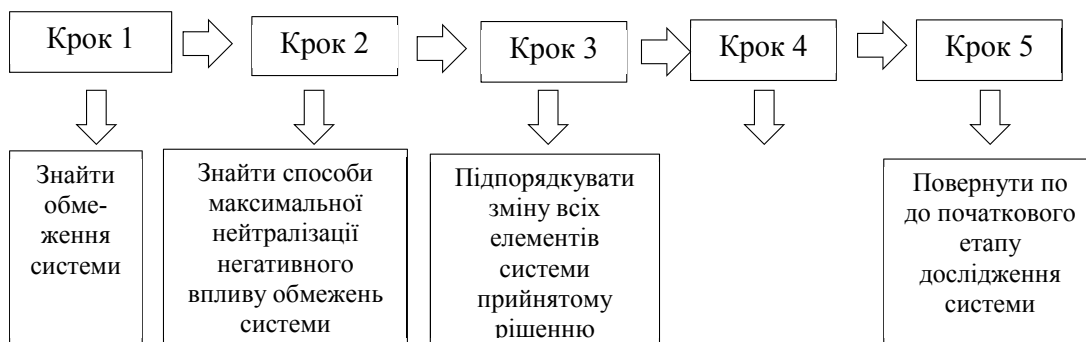 Крок 1
Крок 2
Крок 3
Крок 4
Крок 5
Знайти
обме-
ження
системи
Знайти способи
максимальної
нейтралізації
негативного
впливу обмежень
системи
Підпорядкувати
зміну всіх
елементів
системи
прийнятому
рішенню
Повернути по
до початкового
етапу
дослідження
системи